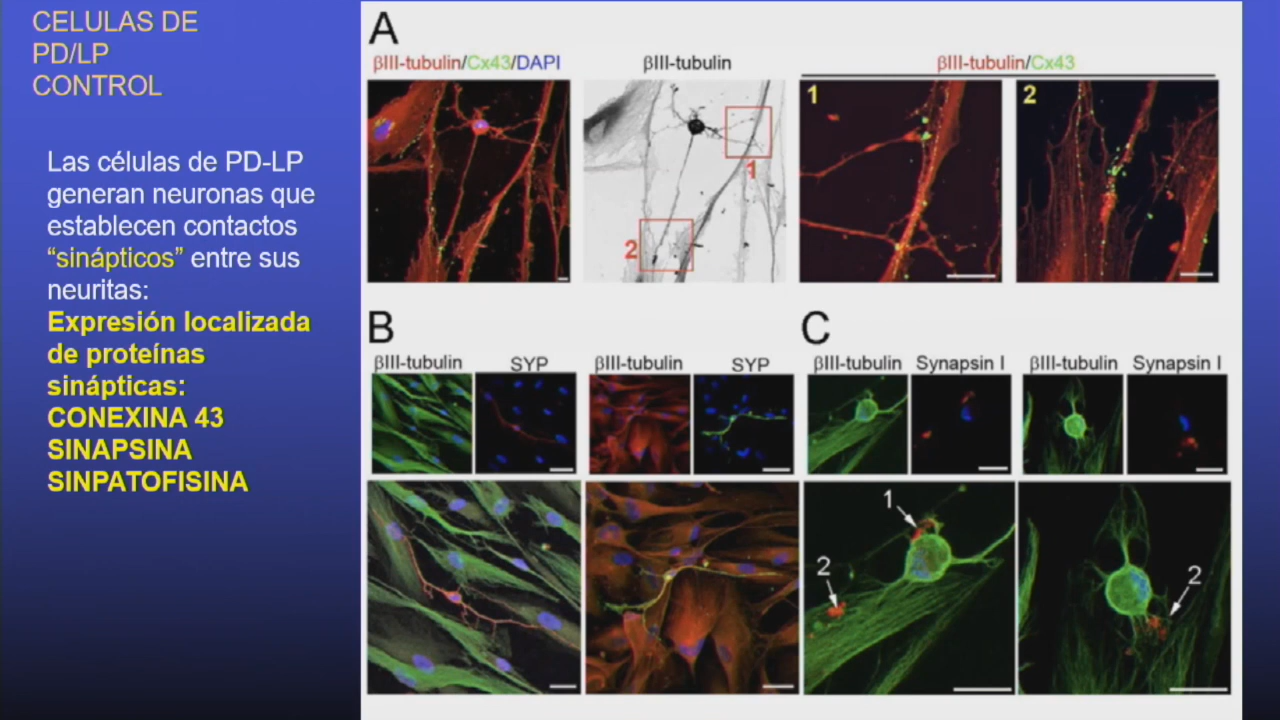 CELULAS DE
PD/LP
CONTROL
Las células de PD-LP
generan neuronas que
establecen contactos
“sinápticos” entre sus
neuritas:
Expresión localizada
de proteínas
sinápticas:
CONEXINA 43
SINAPSINA
SINPATOFISINA
A
βIII-tubulin/Cx43/DAPI
βIII-tubulin
βIII-tubulin/Cx43
1
2
1
2
B
βIII-tubulin
SYP
βIII-tubulin
SYP
C
βIII-tubulin
Synapsin I
βIII-tubulin
Synapsin I
1
2
2